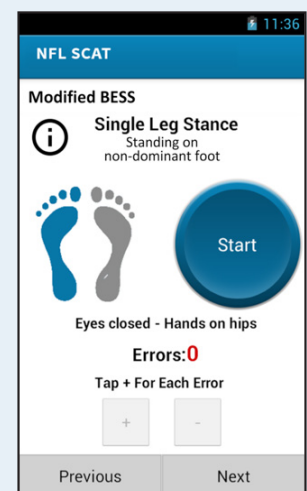 11:36
NFL SCAT
Modified BESS
Single Leg Stance
Standing on
non-dominant foot
Start
Eyes closed - Hands on hips
Errors:0
Tap + For Each Error
+ -
Previous Next